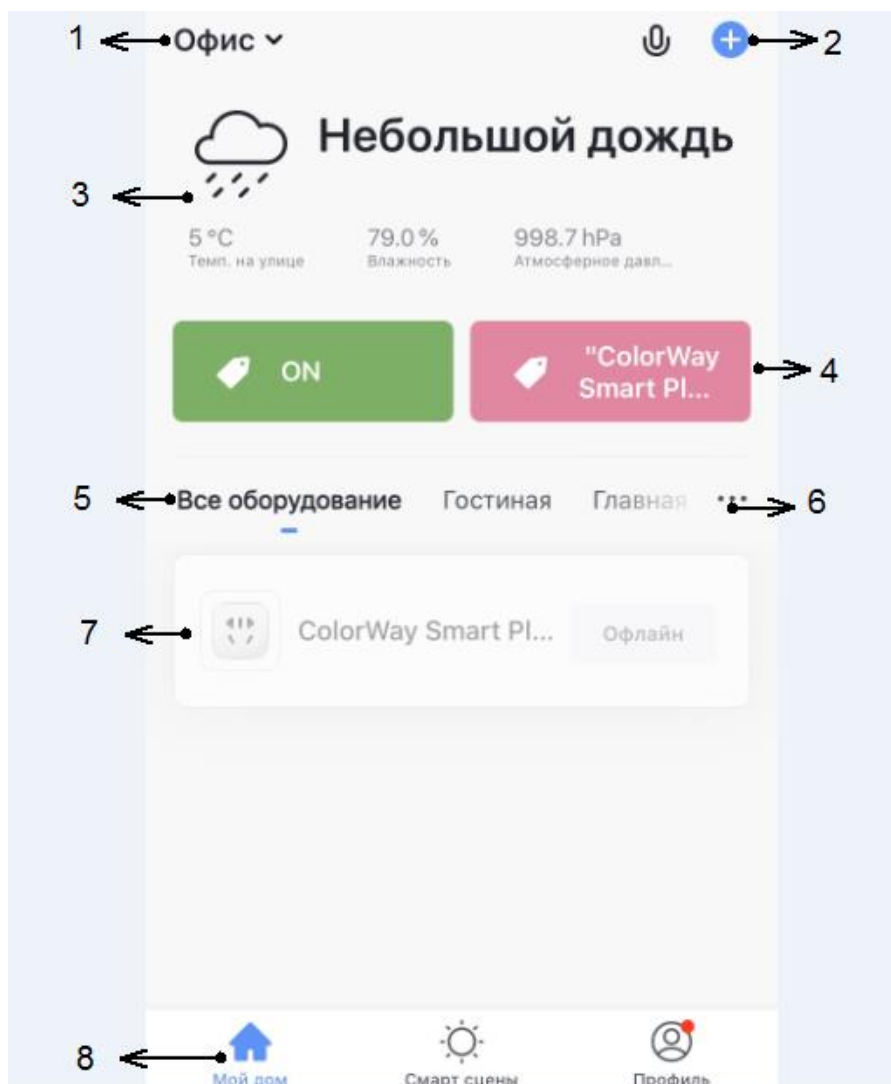 1 Офис 2
Небольшой дождь
3
5 °C 79.0 % 998.7 hPa
Темп. на улице Влажность Атмосферное давл...
ON "ColorWay Smart Pl... 4
5 Все оборудование Гостиная Главная ... 6
7 ColorWay Smart Pl... Офлайн
8
Мой дом Смарт сцены Профиль